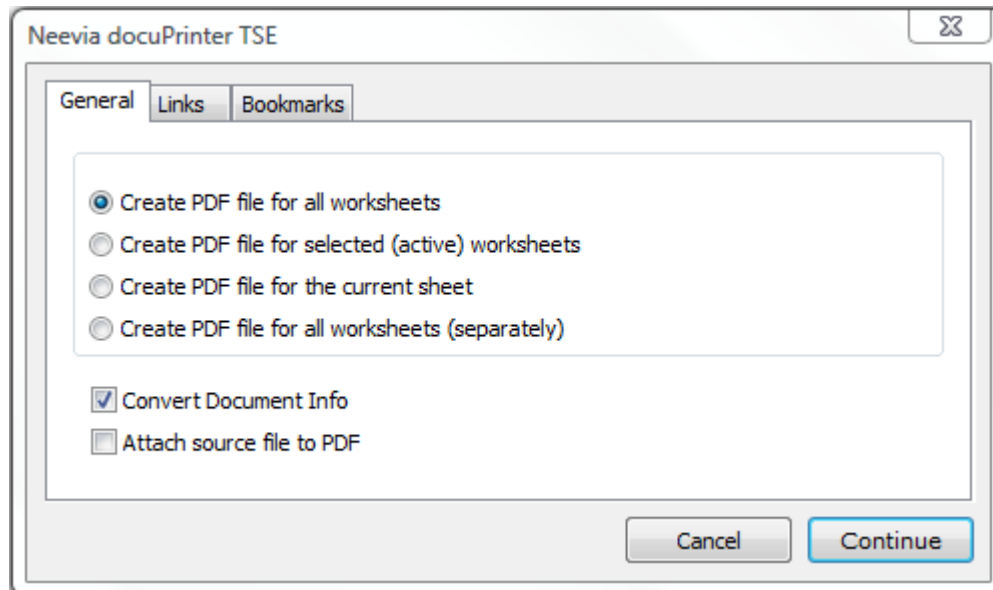 Neevia docuPrinter TSE
General Links Bookmarks
Create PDF file for all worksheets
Create PDF file for selected (active) worksheets
Create PDF file for the current sheet
Create PDF file for all worksheets (separately)
Convert Document Info
Attach source file to PDF
Cancel Continue